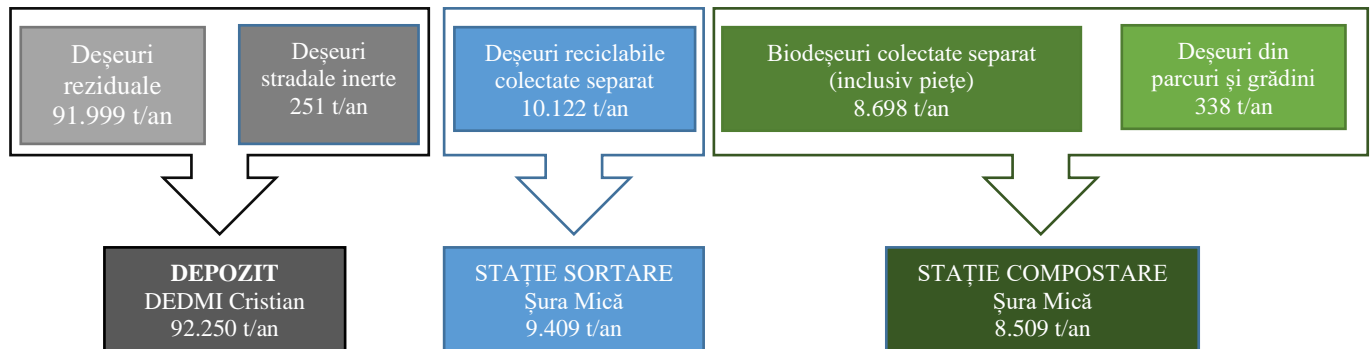 Deșeuri
reziduale
91.999 t/an
Deșeuri
stradale inerte
251 t/an
Deșeuri reciclabile
colectate separat
10.122 t/an
Biodeșeuri colectate separat
(inclusiv piețe)
8.698 t/an
Deșeuri din
parcuri și grădini
338 t/an
DEPOZIT
DEDMI Cristian
92.250 t/an
STAȚIE SORTARE
Șura Mică
9.409 t/an
STAȚIE COMPOSTARE
Șura Mică
8.509 t/an